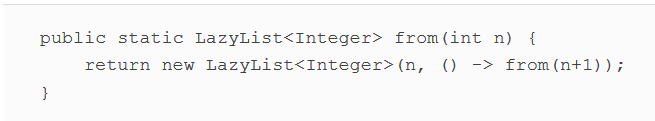 public static LazyList<Integer> from(int n) {
    return new LazyList<Integer>(n, () -> from(n+1));
}